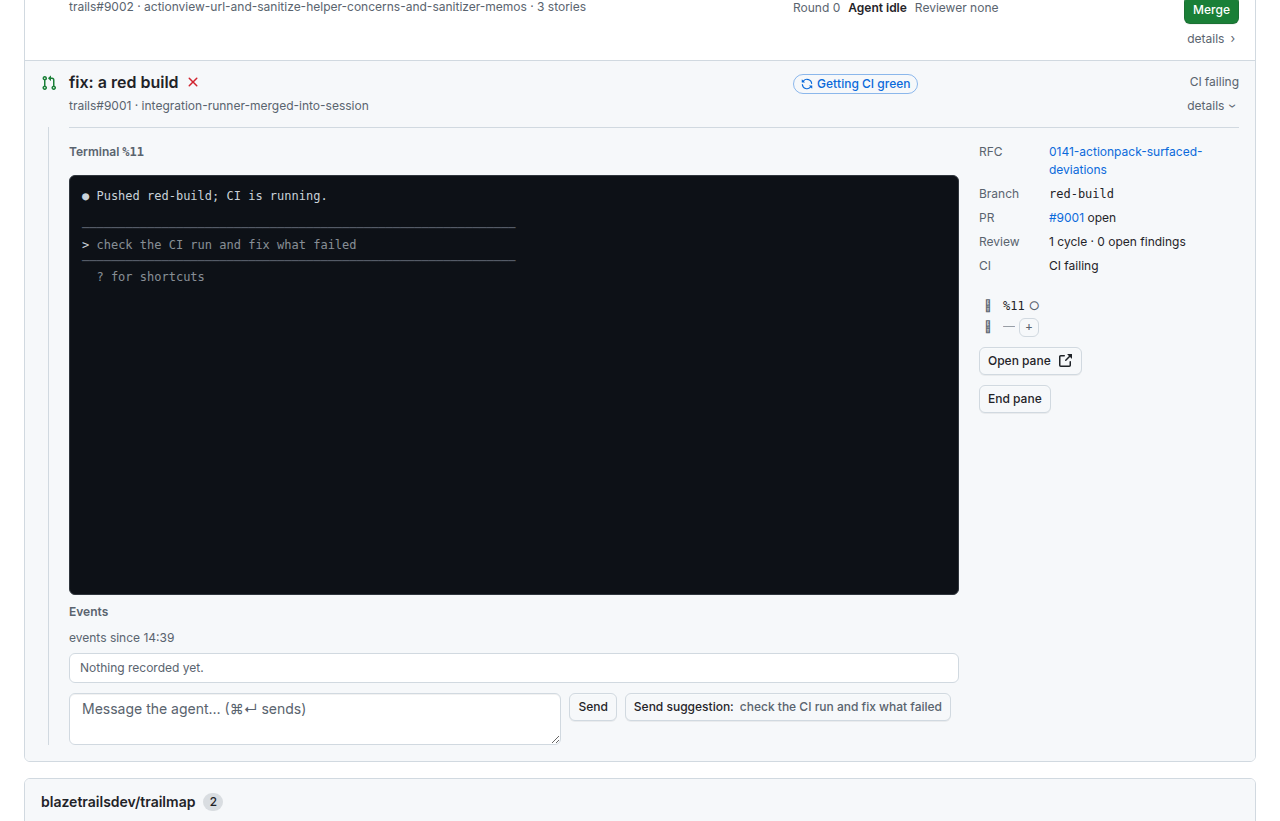 trails#9002 · actionview-url-and-sanitize-helper-concerns-and-sanitizer-memos · 3 stories
Round 0 Agent idle Reviewer none
Merge
details ›
fix: a red build
Getting CI green
CI failing
trails#9001 · integration-runner-merged-into-session
details
Terminal %11
● Pushed red-build; CI is running.
> check the CI run and fix what failed
? for shortcuts
RFC 0141-actionpack-surfaced-
deviations
Branch red-build
PR #9001 open
Review 1 cycle · 0 open findings
CI CI failing
%11
— +
Open pane
End pane
Events
events since 14:39
Nothing recorded yet.
Message the agent... (⌘↵ sends)
Send
Send suggestion: check the CI run and fix what failed
blazetrailsdev/trailmap 2